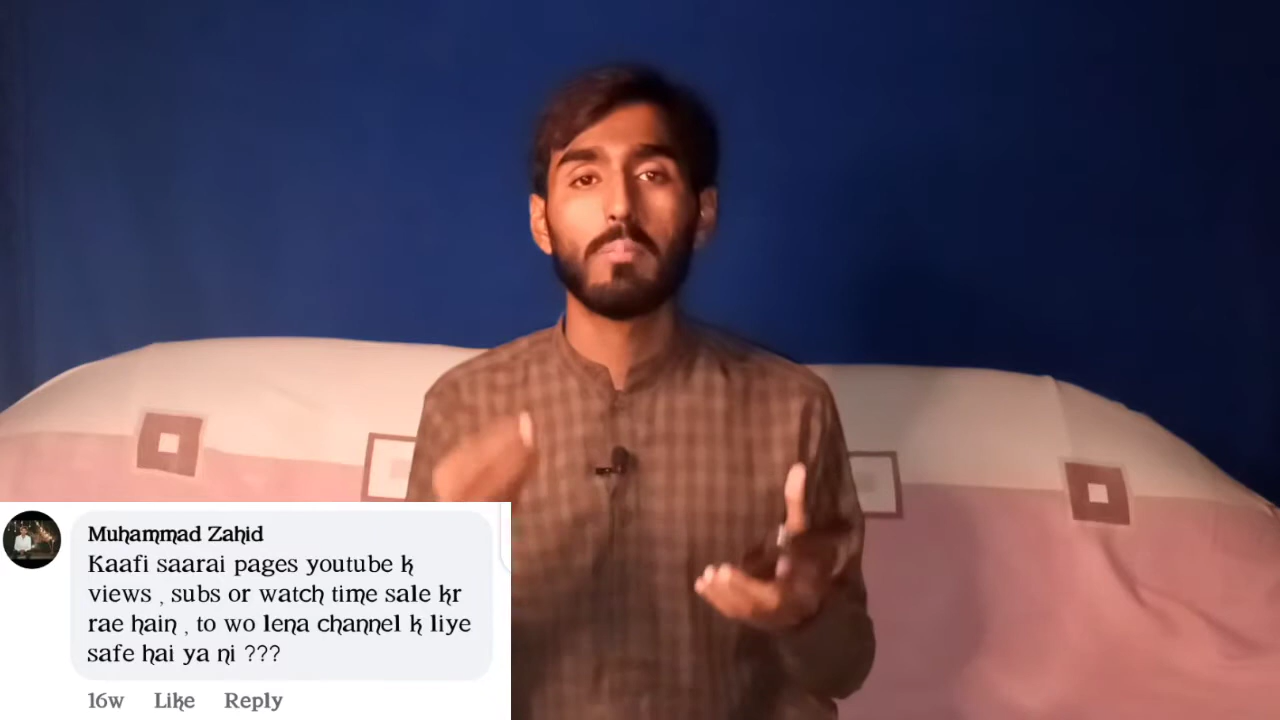 Muhammad Zahid
Kaafi saarai pages youtube k
views , subs or watch time sale kr
rae hain , to wo lena channel k liye
safe hai ya ni ???
16w Like Reply